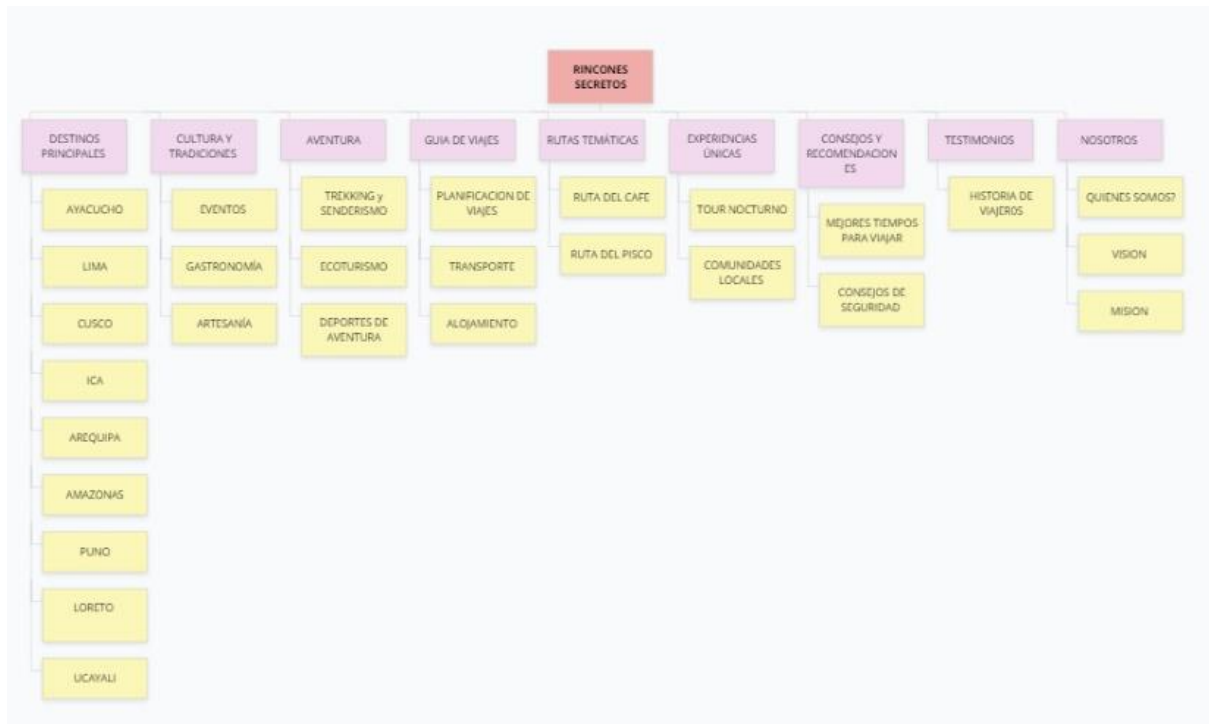 RINCONES
SECRETOS
DESTINOS
PRINCIPALES
AYACUCHO
LIMA
CUSCO
ICA
AREQUIPA
AMAZONAS
PUNO
LORETO
UCAYALI
CULTURA Y
TRADICIONES
EVENTOS
GASTRONOMÍA
ARTESANÍA
AVENTURA
TREKKING y
SENDERISMO
ECOTURISMO
DEPORTES DE
AVENTURA
GUIA DE VIAJES
PLANIFICACION DE
VIAJES
TRANSPORTE
ALOJAMIENTO
RUTAS TEMÁTICAS
RUTA DEL CAFE
RUTA DEL PISCO
EXPERIENCIAS
ÚNICAS
TOUR NOCTURNO
COMUNIDADES
LOCALES
CONSEJOS Y
RECOMENDACION
ES
MEJORES TIEMPOS
PARA VIAJAR
CONSEJOS DE
SEGURIDAD
TESTIMONIOS
HISTORIA DE
VIAJEROS
NOSOTROS
QUIENES SOMOS?
VISION
MISION